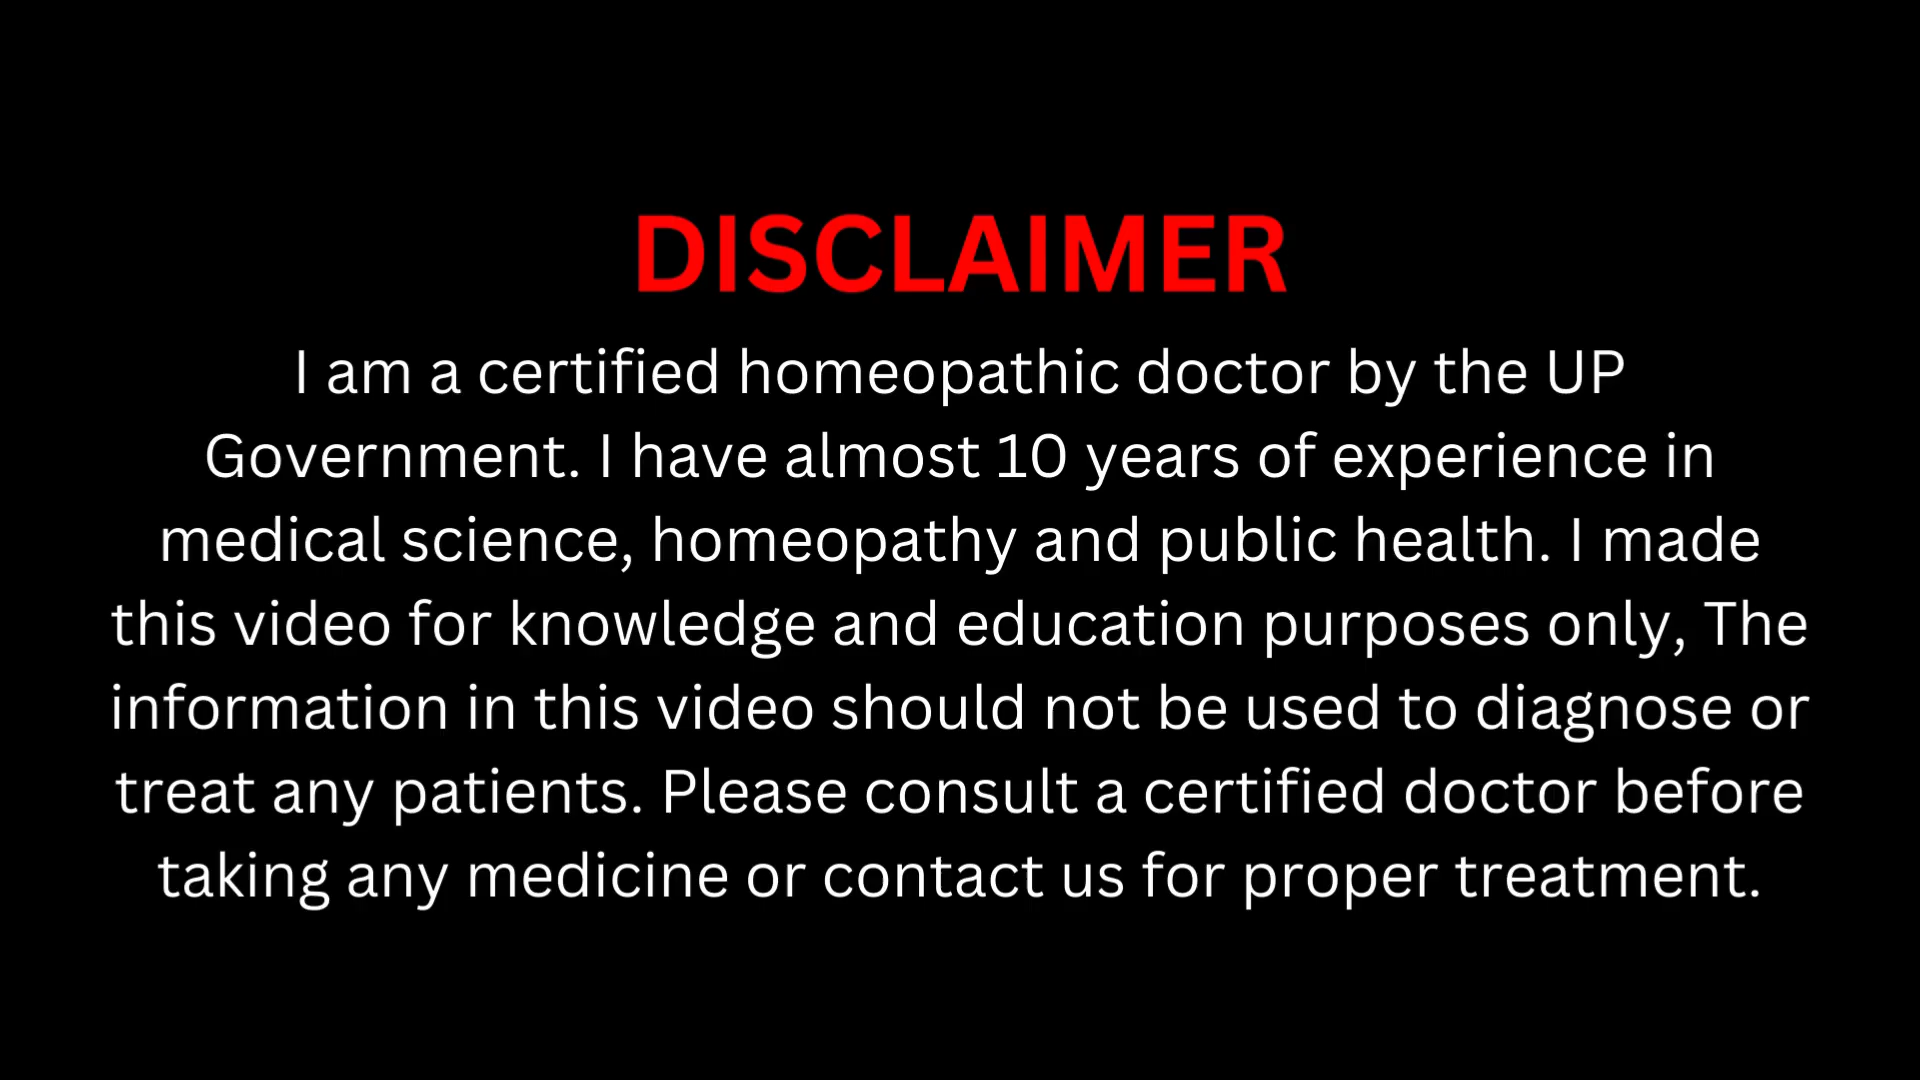 DISCLAIMER
I am a certified homeopathic doctor by the UP
Government. I have almost 10 years of experience in
medical science, homeopathy and public health. I made
this video for knowledge and education purposes only, The
information in this video should not be used to diagnose or
treat any patients. Please consult a certified doctor before
taking any medicine or contact us for proper treatment.